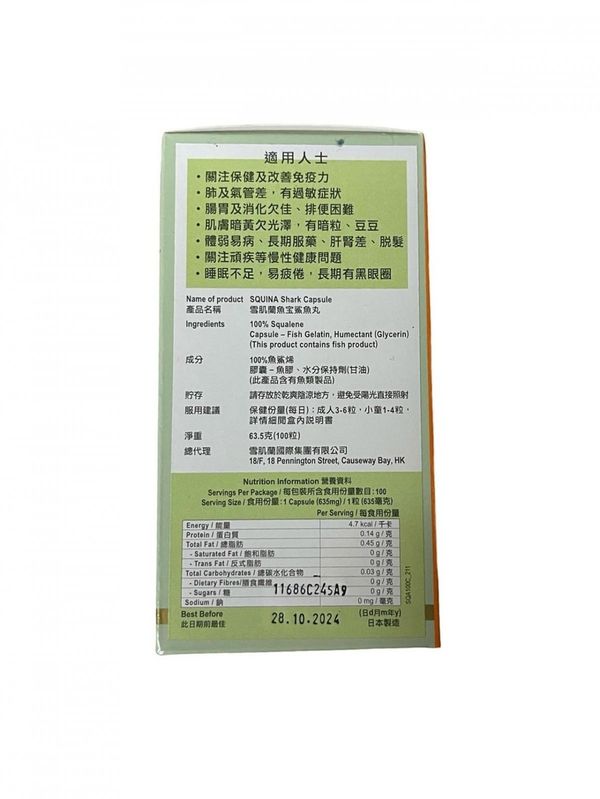 適用人士
・關注保健及改善免疫力
・肺及氣管差，有過敏症狀
・腸胃及消化欠佳、排便困難
・肌膚暗黃欠光澤，有暗粒、豆豆
・體弱易病、長期服藥、肝腎差、脱髮
・關注頑疾等慢性健康問題
・睡眠不足，易疲倦，長期有黑眼圈
Name of product SQUINA Shark Capsule
產品名稱 雪肌蘭魚宝鯊魚丸
Ingredients 100% Squalene
Capsule – Fish Gelatin, Humectant (Glycerin)
(This product contains fish product)
成分 100%魚鯊烯
膠囊 – 魚膠、水分保持劑(甘油)
(此產品含有魚類製品)
貯存 請存放於乾爽陰涼地方，避免受陽光直接照射
服用建議 保健份量(每日)：成人3-6粒，小童1-4粒，
詳情細閱盒內説明書
淨重 63.5克(100粒)
總代理 雪肌蘭國際集團有限公司
18/F, 18 Pennington Street, Causeway Bay, HK
Nutrition Information 營養資料
Servings Per Package / 每包裝所含食用份量數目：100
Serving Size / 食用份量：1 Capsule (635mg) / 1粒 (635毫克)
Per Serving / 每食用份量
Energy / 能量 4.7 kcal / 千卡
Protein / 蛋白質 0.14 g / 克
Total Fat / 總脂肪 0.45 g / 克
- Saturated Fat / 飽和脂肪 0 g / 克
- Trans Fat / 反式脂肪 0 g / 克
Total Carbohydrates / 總碳水化合物 0.03 g / 克
- Dietary Fibres/膳食纖維 0 g / 克
- Sugars / 糖 0 g / 克
11686C245A9
Sodium / 鈉 0 mg / 毫克
SQA100C_211
Best Before 28.10.2024 (日d月m年y)
此日期前最佳 日本製造